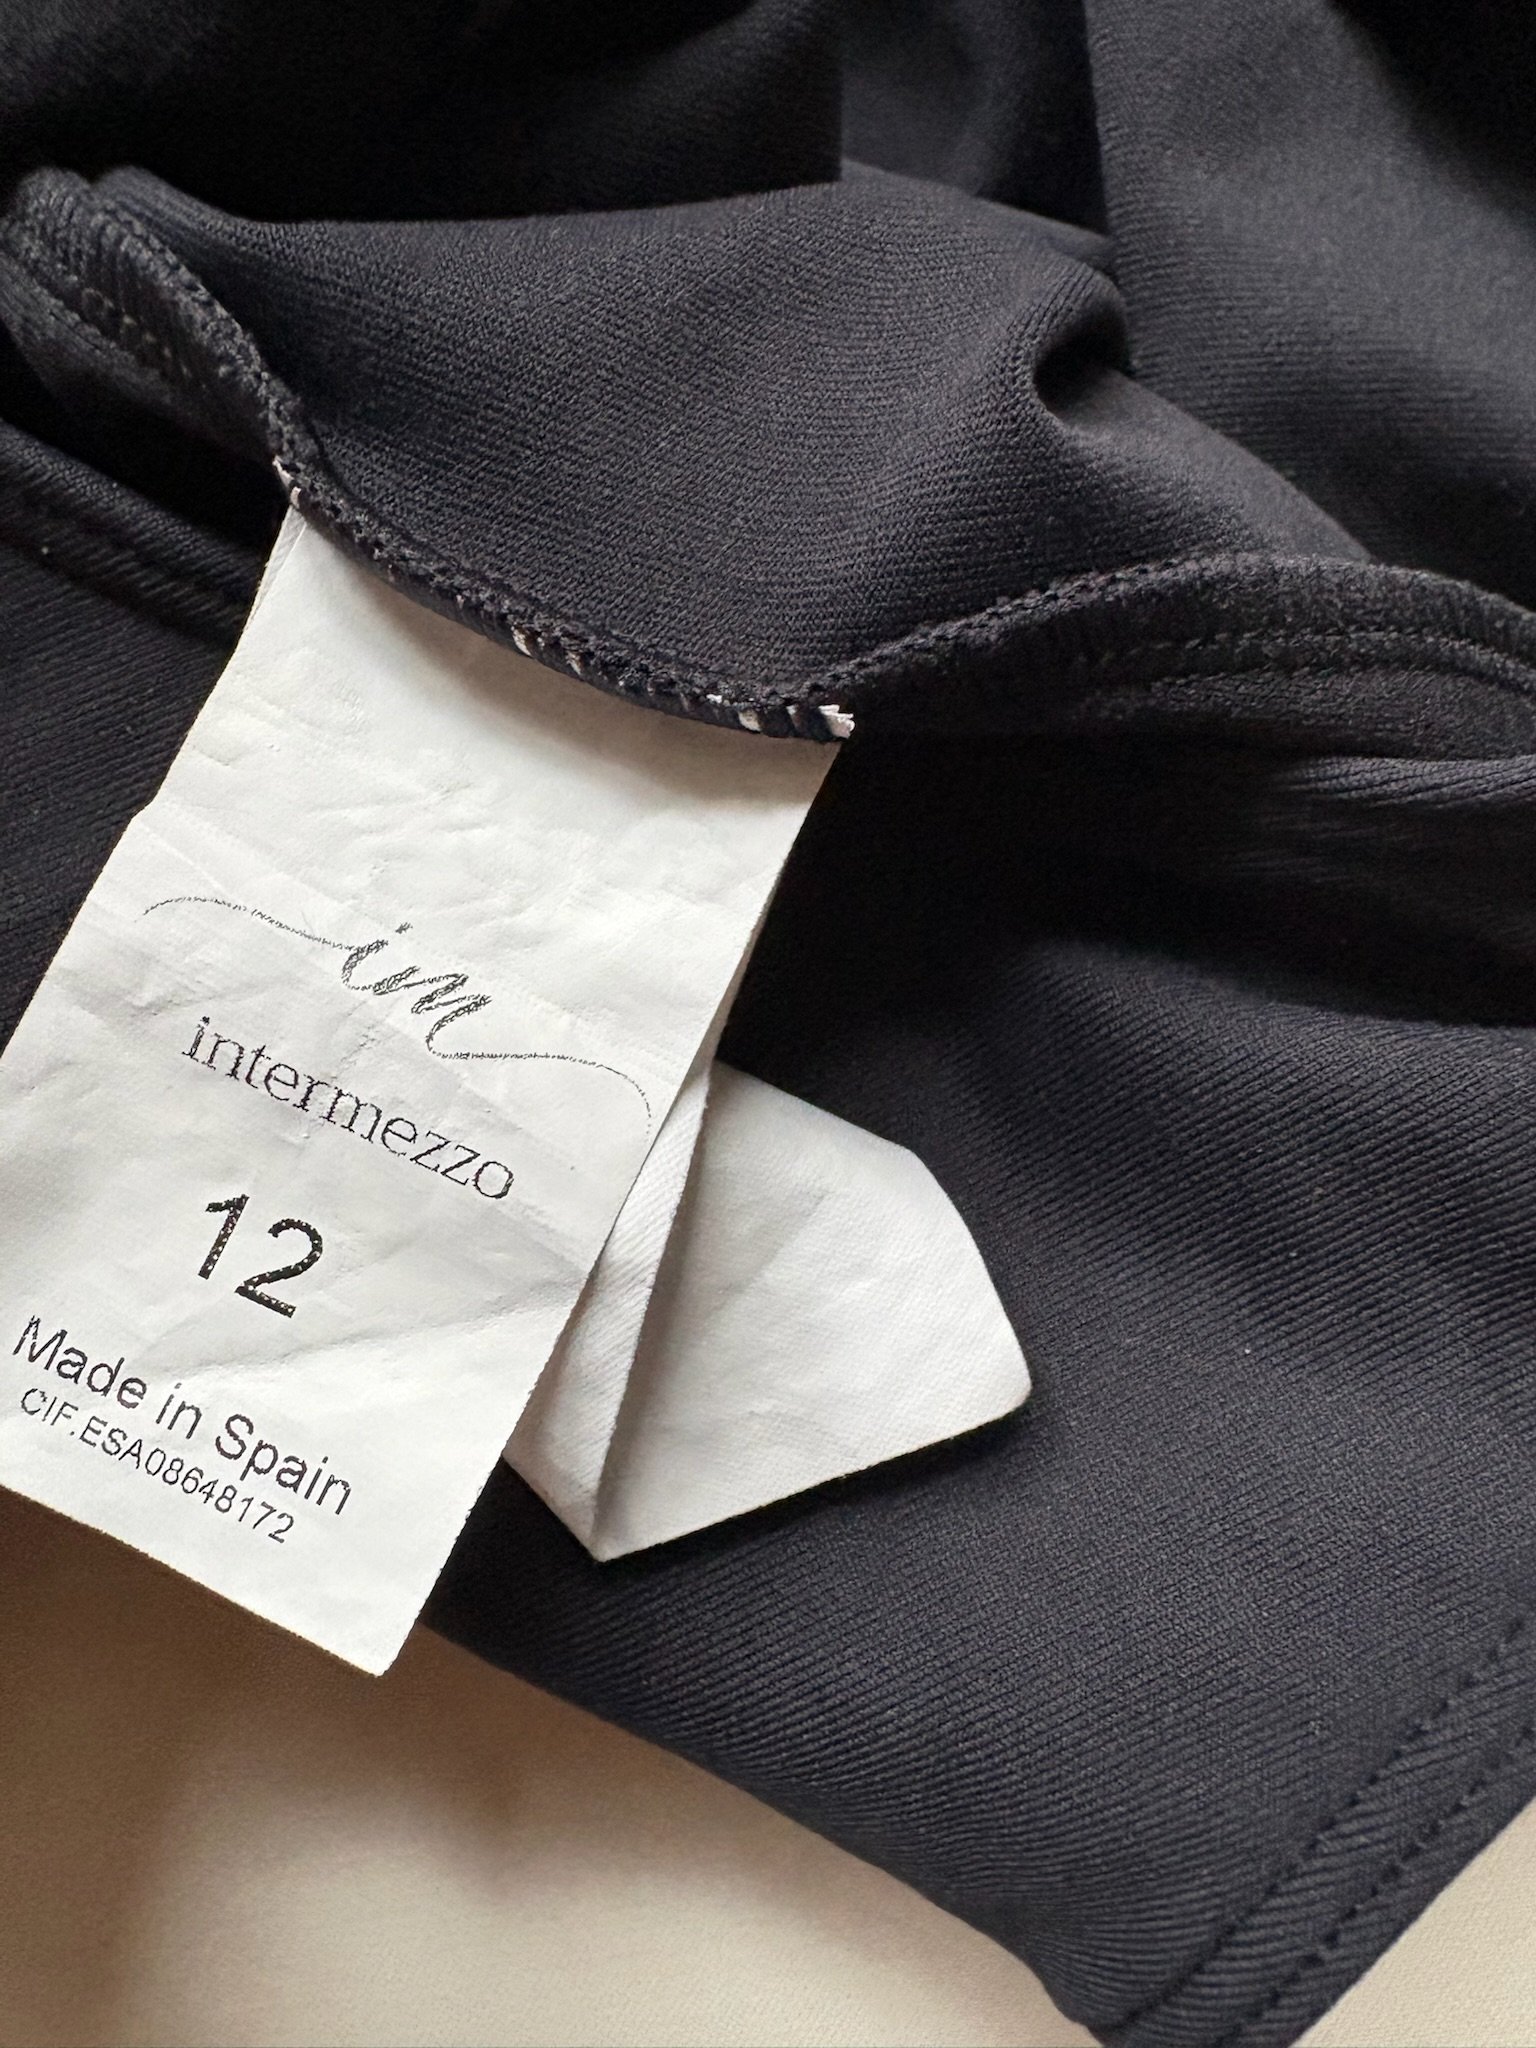 im
intermezzo
12
Made in Spain
CIF.ESA08648172